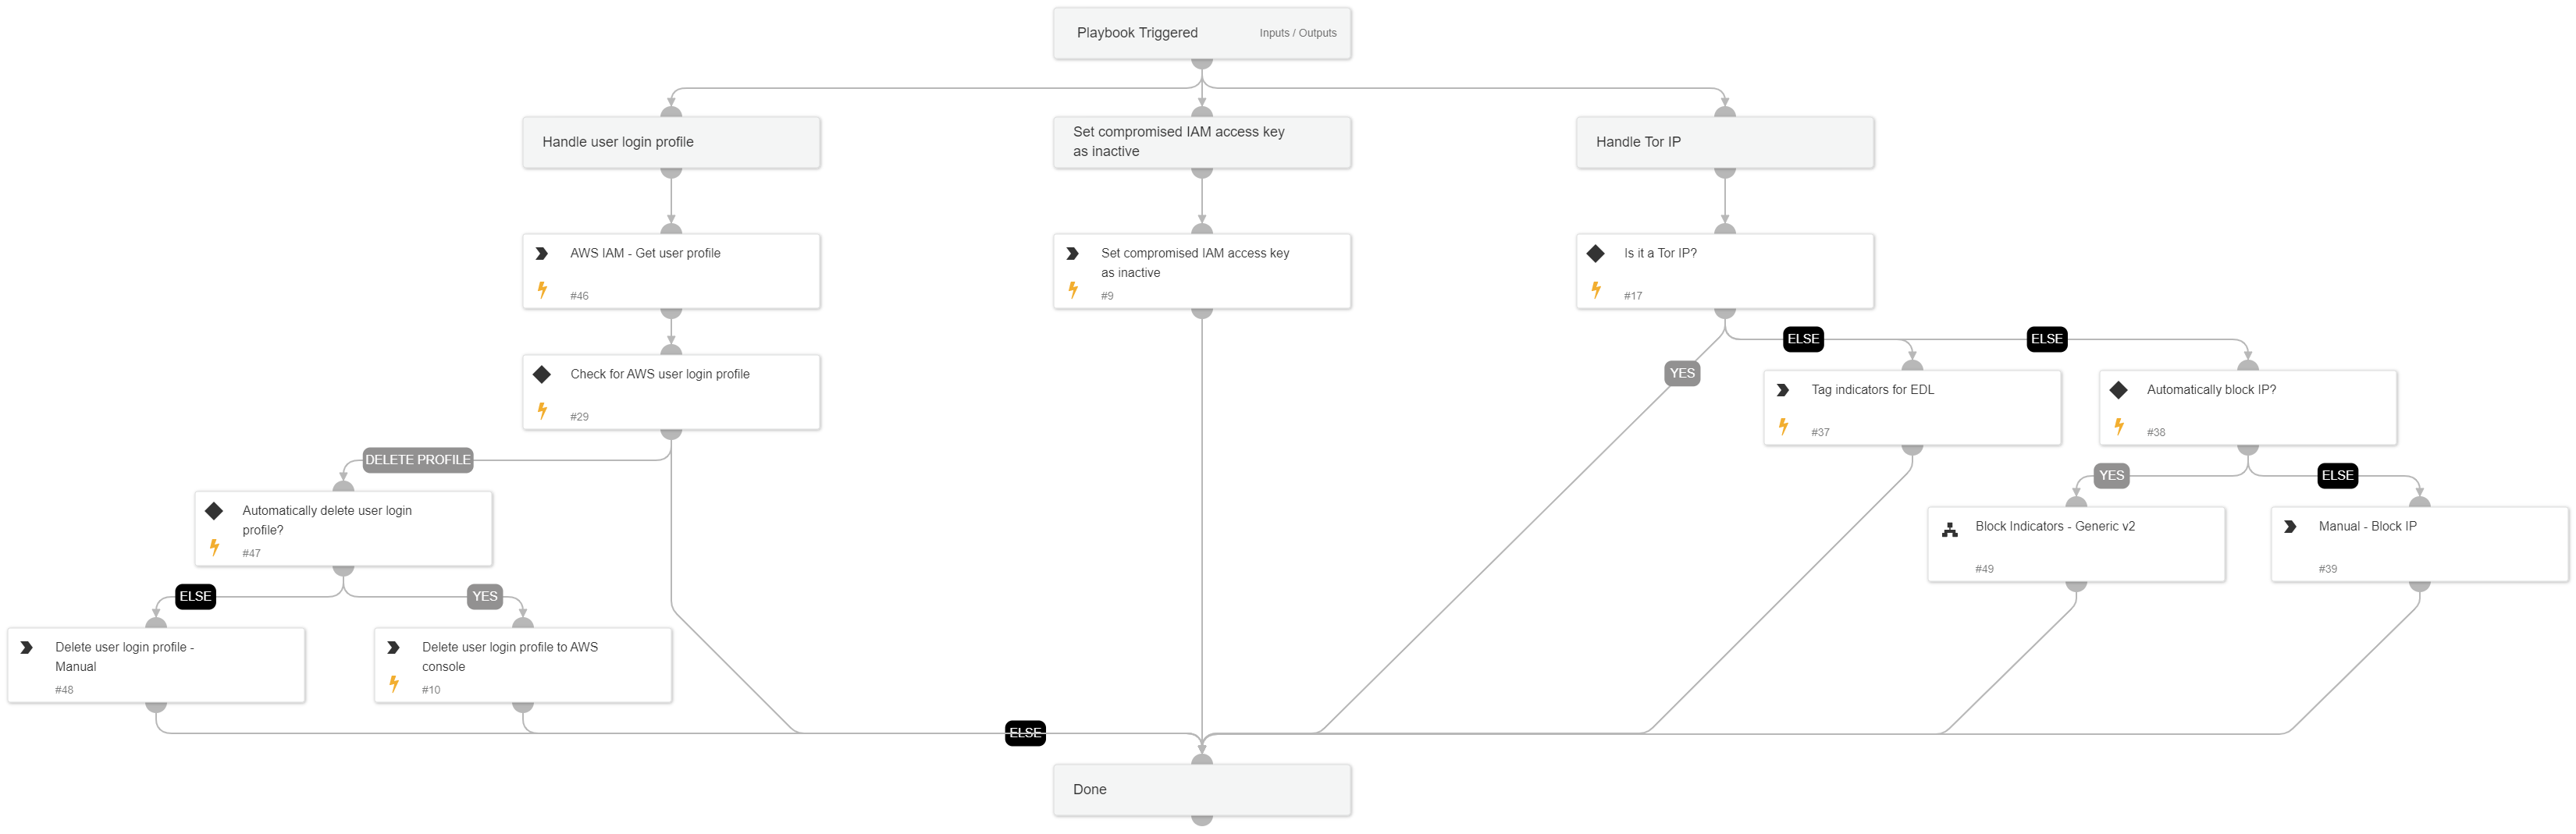 Playbook Triggered
Inputs / Outputs
Handle user login profile
Set compromised IAM access key
as inactive
Handle Tor IP
AWS IAM - Get user profile
#46
Set compromised IAM access key
as inactive
#9
Is it a Tor IP?
#17
ELSE
ELSE
YES
Check for AWS user login profile
#29
Tag indicators for EDL
#37
Automatically block IP?
#38
DELETE PROFILE
YES
ELSE
Automatically delete user login
profile?
#47
Block Indicators - Generic v2
#49
Manual - Block IP
#39
ELSE
YES
Delete user login profile -
Manual
#48
Delete user login profile to AWS
console
#10
ELSE
Done